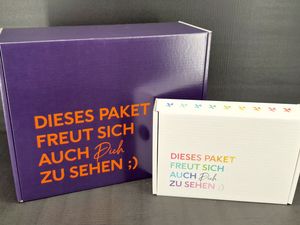 DIESES PAKET
FREUT SICH
AUCH Dich
ZU SEHEN ;)
DIESES PAKET
FREUT SICH
AUCH Dich
ZU SEHEN ;)